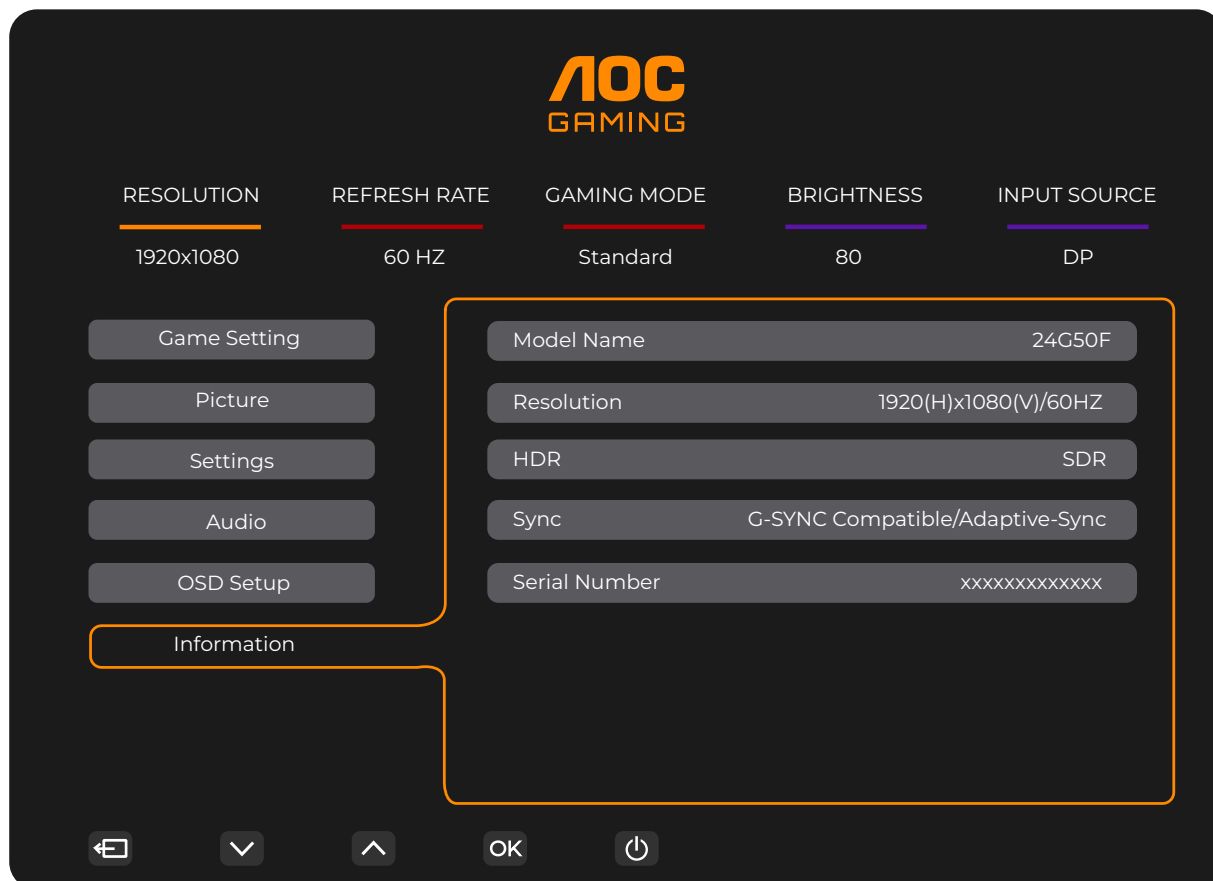 AOC
GAMING
RESOLUTION REFRESH RATE GAMING MODE BRIGHTNESS INPUT SOURCE
1920x1080 60 HZ Standard 80 DP
Game Setting
Model Name 24G50F
Picture
Resolution 1920(H)x1080(V)/60HZ
Settings
HDR SDR
Audio
Sync G-SYNC Compatible/Adaptive-Sync
OSD Setup
Serial Number xxxxxxxxxxxxx
Information
OK